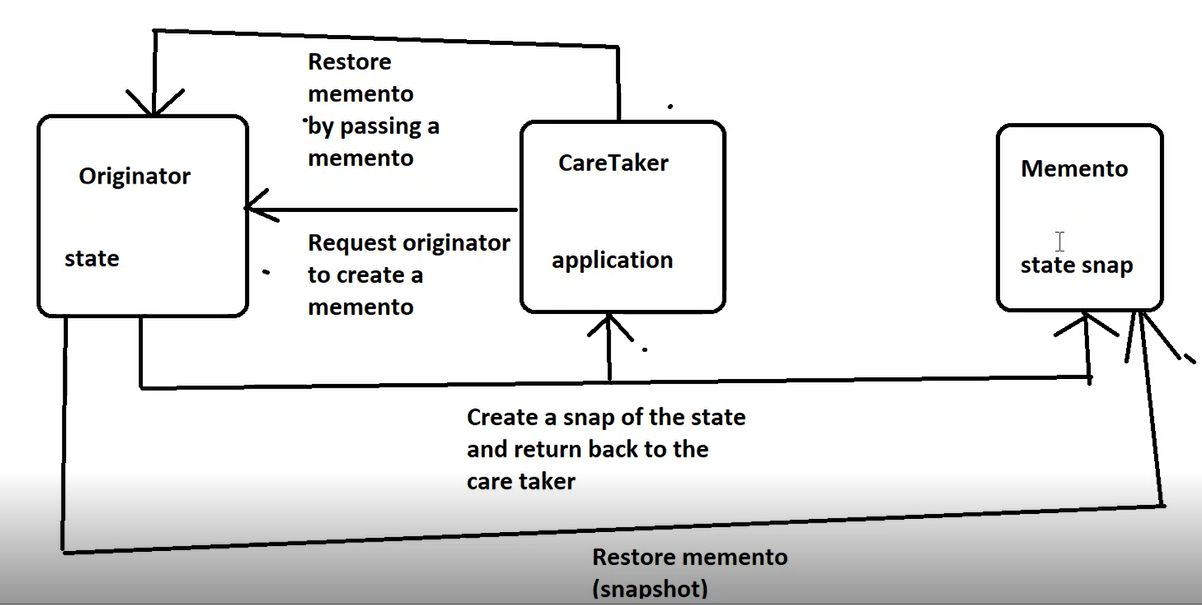 Restore
memento
by passing a
memento
Originator
state
CareTaker
application
Memento
state snap
Request originator
to create a
memento
Create a snap of the state
and return back to the
care taker
Restore memento
(snapshot)